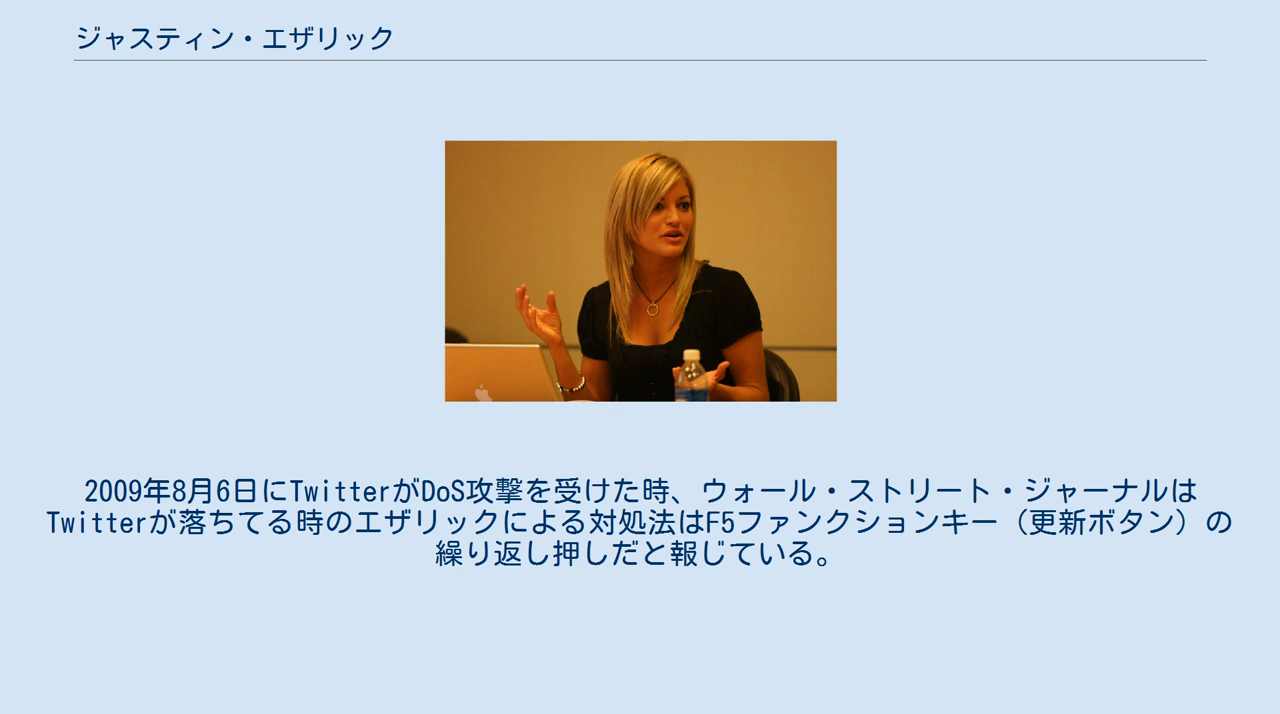 ジャスティン・エザリック
2009年8月6日にTwitterがDoS攻撃を受けた時、ウォール・ストリート・ジャーナルは
Twitterが落ちてる時のエザリックによる対処法はF5ファンクションキー（更新ボタン）の
繰り返し押しだと報じている。